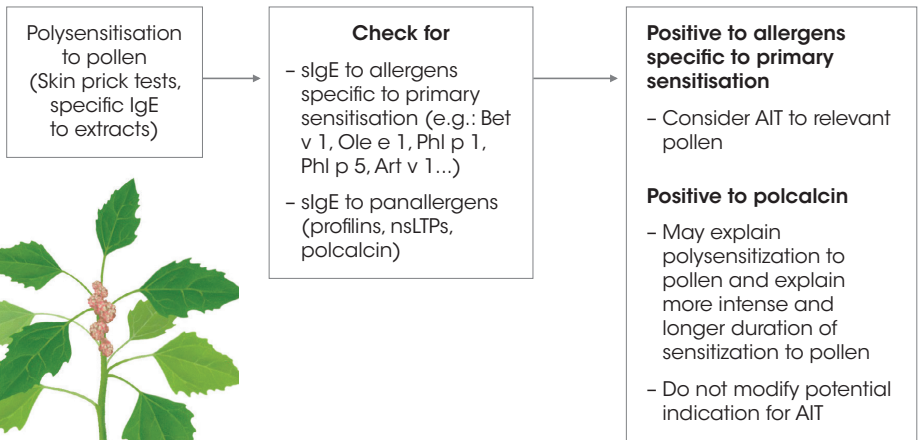 Polysensitisation
to pollen
(Skin prick tests,
specific IgE
to extracts)
Check for
– sIgE to allergens
specific to primary
sensitisation (e.g.: Bet
v 1, Ole e 1, Phl p 1,
Phl p 5, Art v 1...)
– sIgE to panallergens
(profilins, nsLTPs,
polcalcin)
Positive to allergens
specific to primary
sensitisation
– Consider AIT to relevant
pollen
Positive to polcalcin
– May explain
polysensitization to
pollen and explain
more intense and
longer duration of
sensitization to pollen
– Do not modify potential
indication for AIT